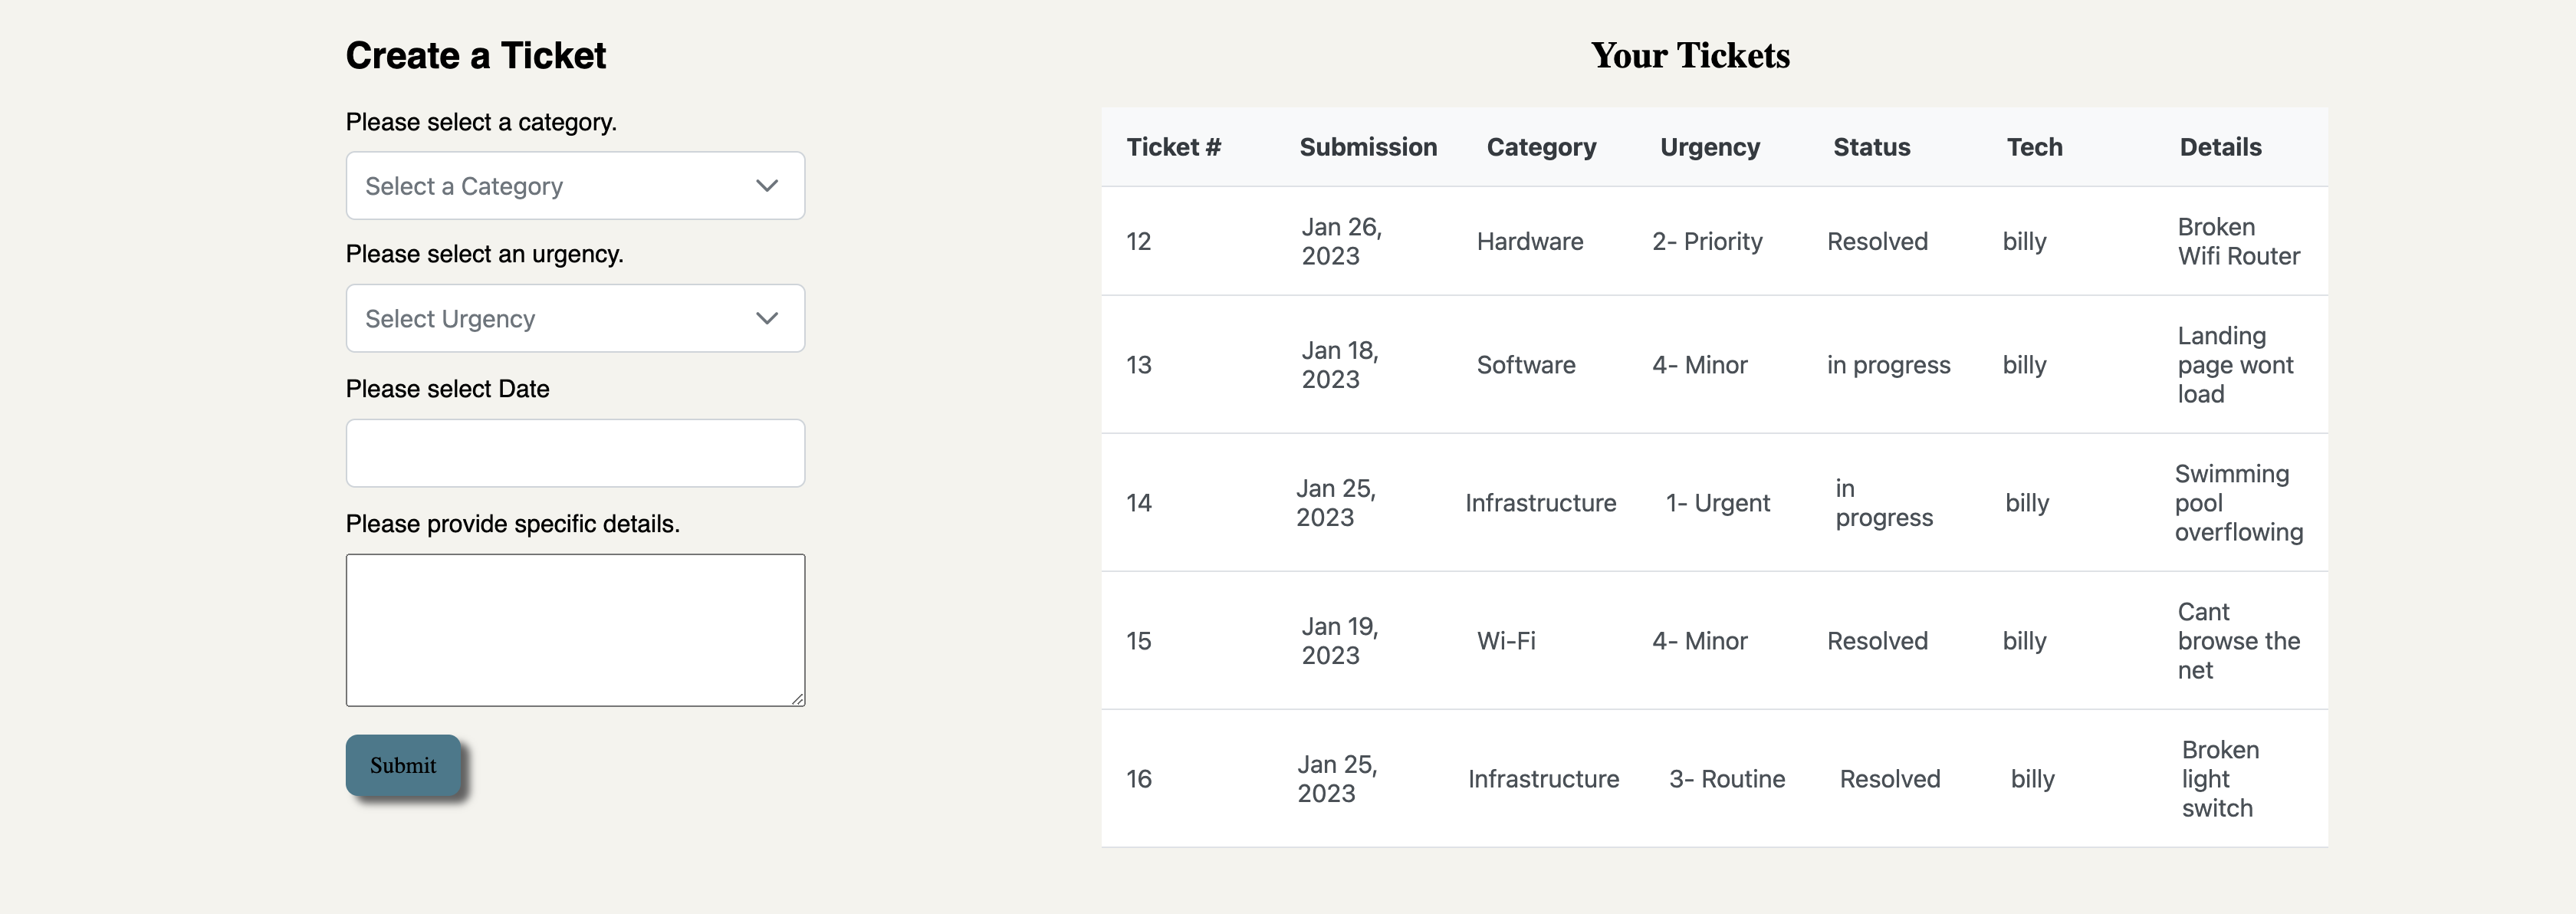 Create a Ticket
Please select a category.
Select a Category
Please select an urgency.
Select Urgency
Please select Date
Please provide specific details.
Submit
Your Tickets
Ticket # Submission Category Urgency Status Tech Details
12 Jan 26, 2023 Hardware 2- Priority Resolved billy Broken Wifi Router
13 Jan 18, 2023 Software 4- Minor in progress billy Landing page wont load
14 Jan 25, 2023 Infrastructure 1- Urgent in progress billy Swimming pool overflowing
15 Jan 19, 2023 Wi-Fi 4- Minor Resolved billy Cant browse the net
16 Jan 25, 2023 Infrastructure 3- Routine Resolved billy Broken light switch